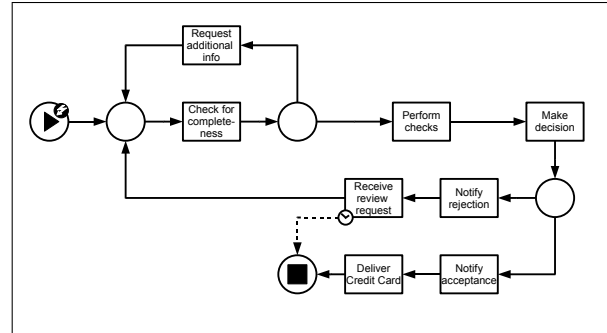 Request
additional
info
Check for
complete-
ness
Perform
checks
Make
decision
Receive
review
request
Notify
rejection
Deliver
Credit Card
Notify
acceptance